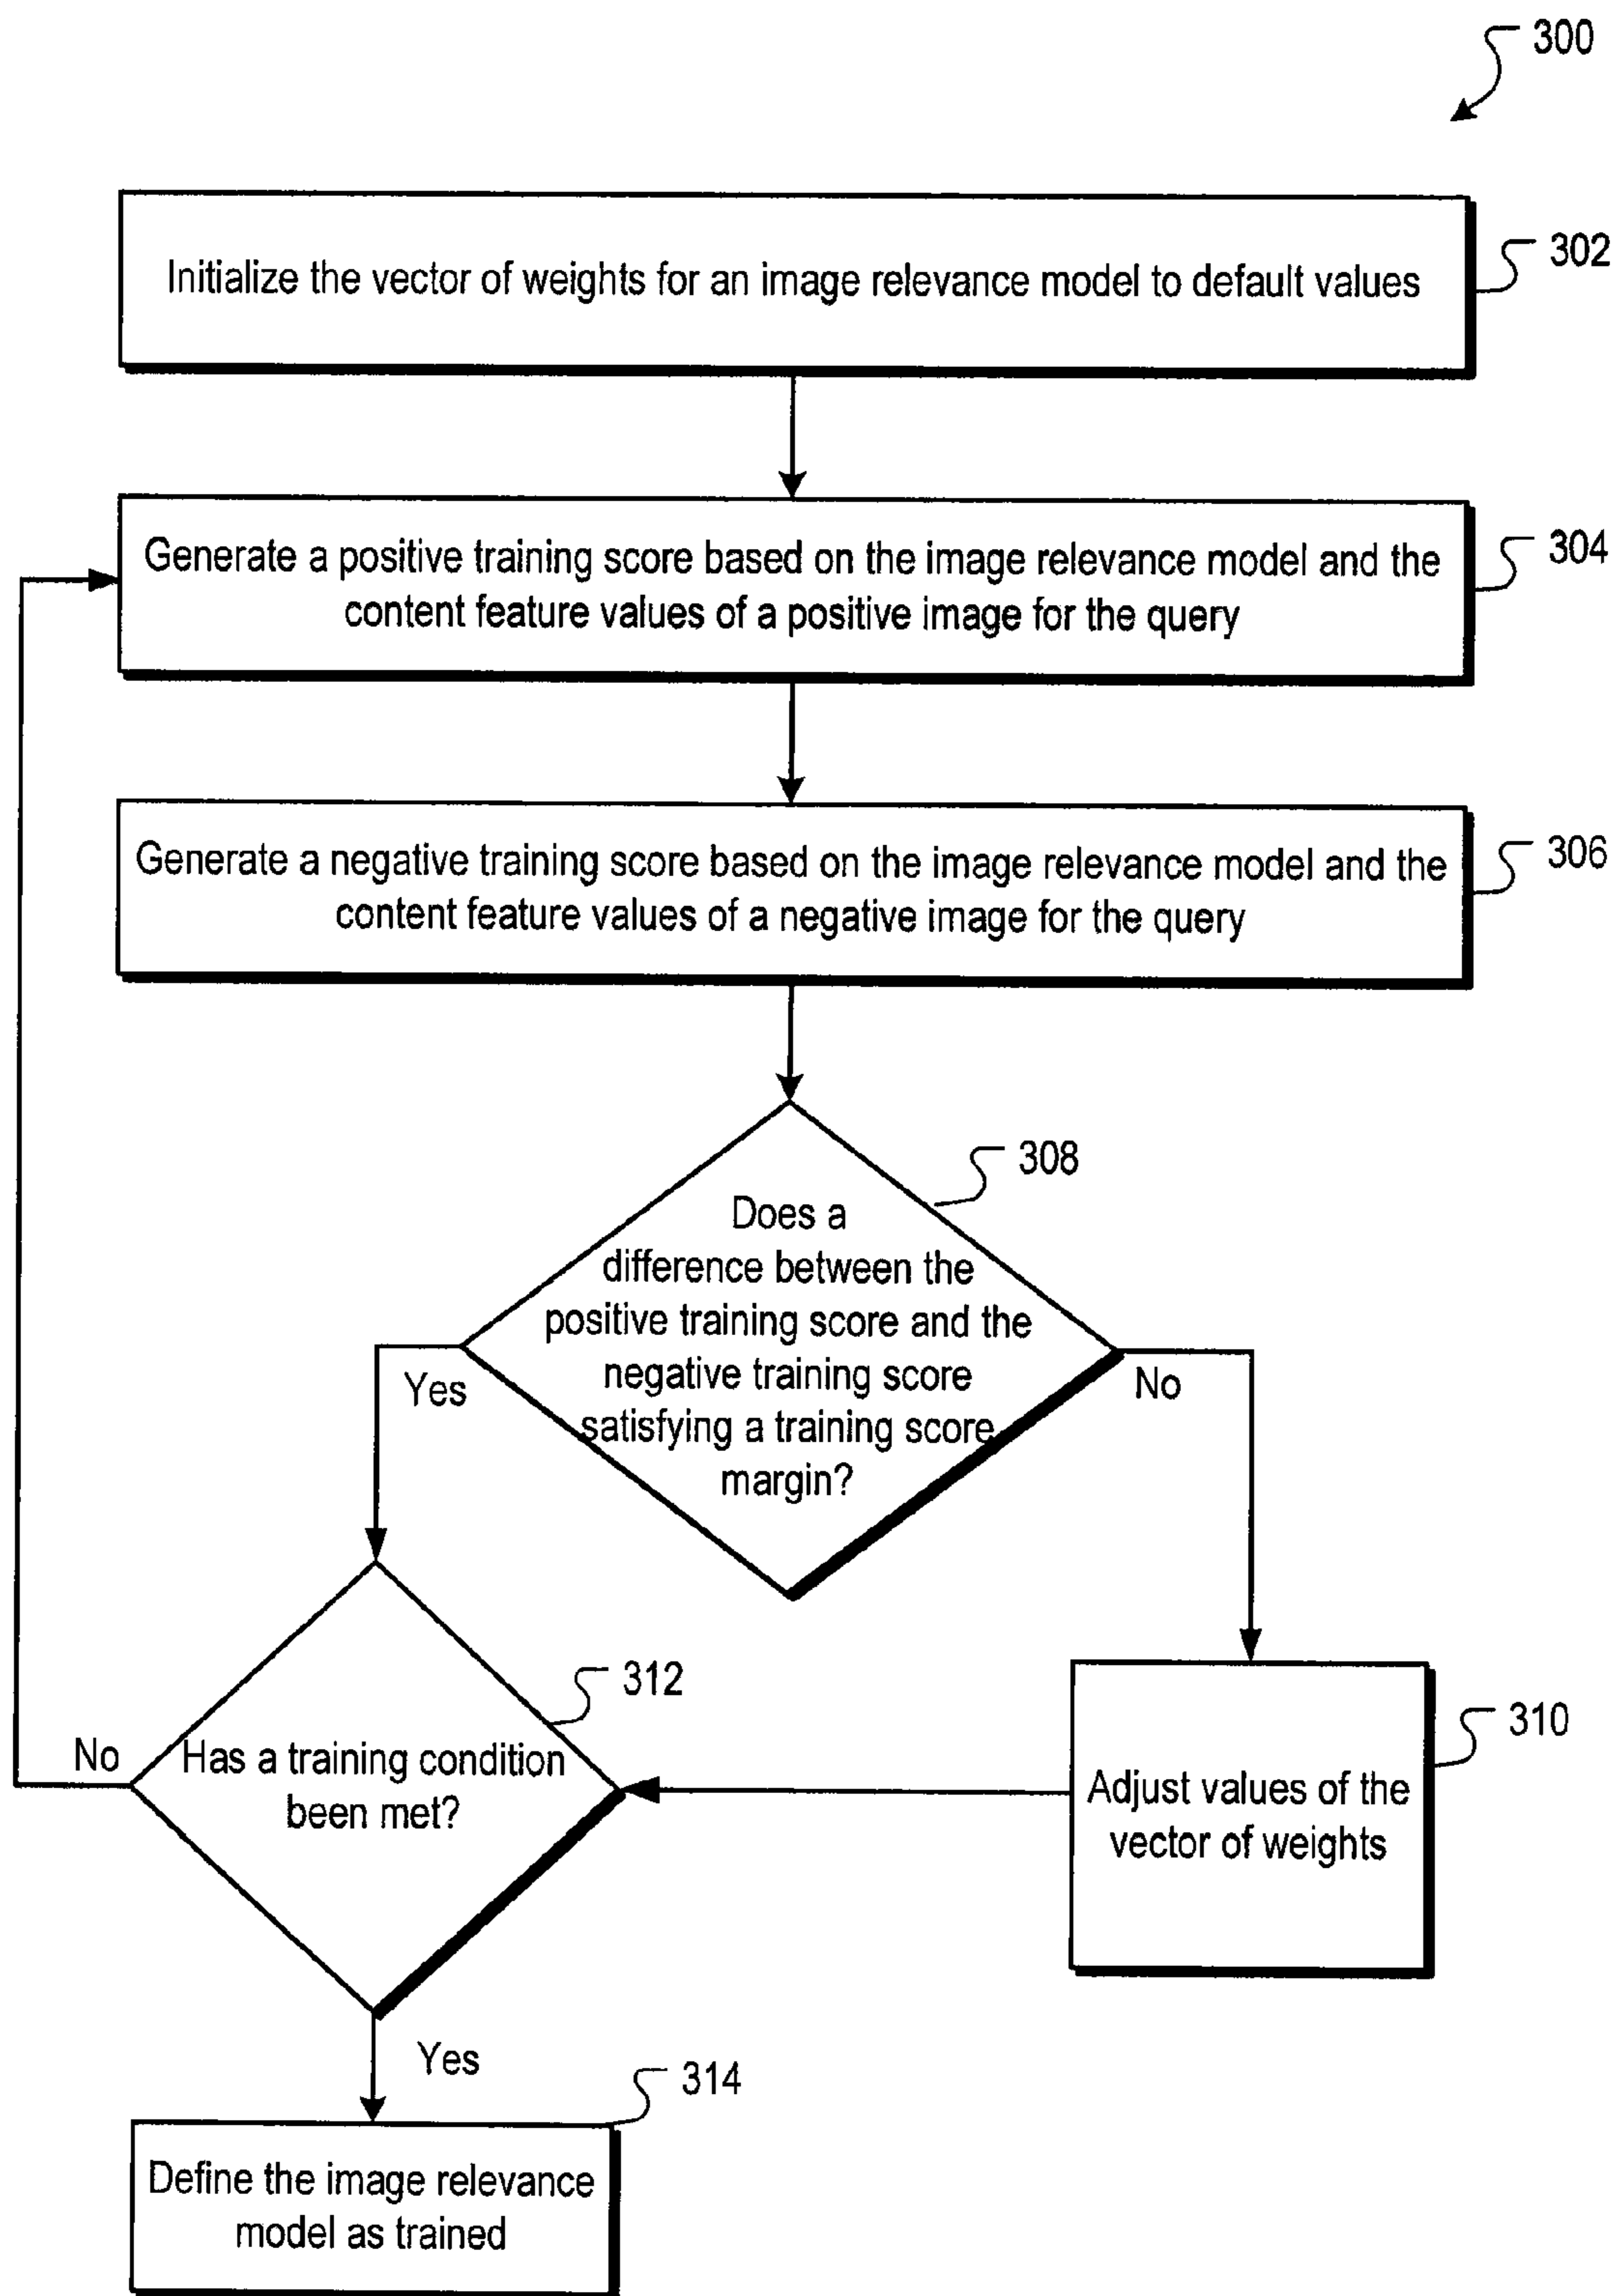 300
Initialize the vector of weights for an image relevance model to default values
302
Generate a positive training score based on the image relevance model and the
content feature values of a positive image for the query
304
Generate a negative training score based on the image relevance model and the
content feature values of a negative image for the query
306
308
Does a
difference between the
positive training score and the
negative training score
satisfying a training score
margin?
Yes
No
312
Has a training condition
been met?
No
310
Adjust values of the
vector of weights
Yes
314
Define the image relevance
model as trained